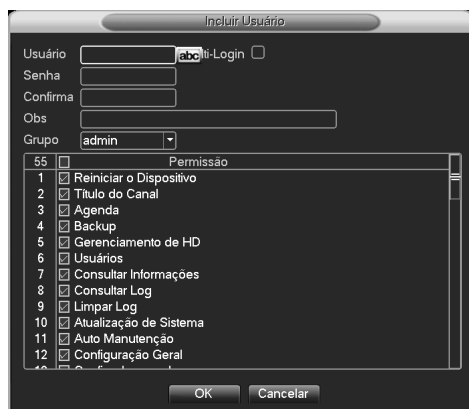 Incluir Usuário
Usuário abc lti-Login
Senha
Confirma
Obs
Grupo admin
55 Permissão
1 Reiniciar o Dispositivo
2 Título do Canal
3 Agenda
4 Backup
5 Gerenciamento de HD
6 Usuários
7 Consultar Informações
8 Consultar Log
9 Limpar Log
10 Atualização de Sistema
11 Auto Manutenção
12 Configuração Geral
OK Cancelar